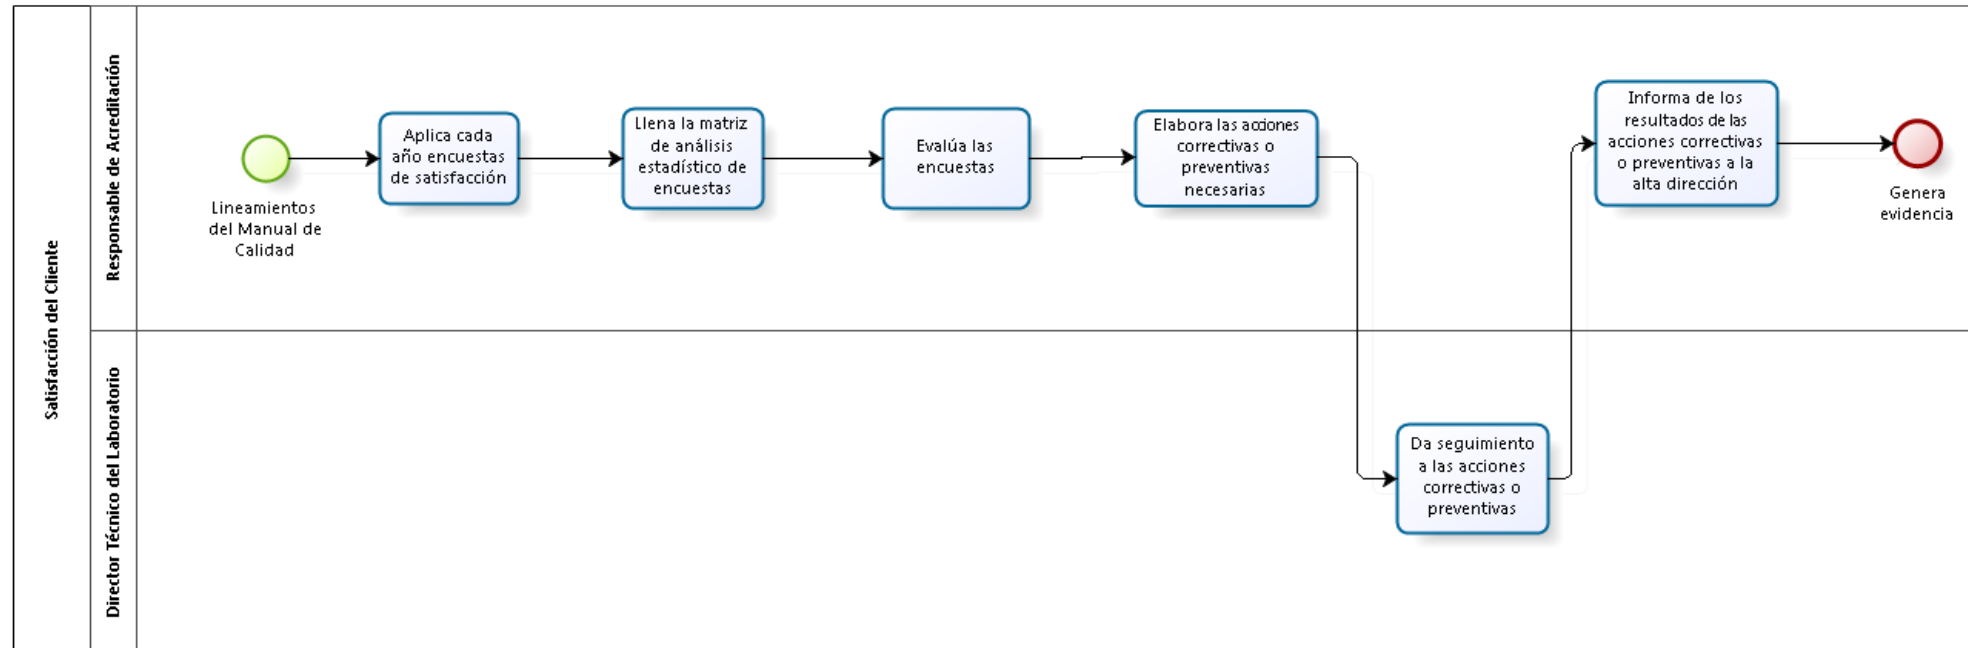 Satisfacción del Cliente
Responsable de Acreditación
Lineamientos
del Manual de
Calidad
Aplica cada
año encuestas
de satisfacción
Llena la matriz
de análisis
estadístico de
encuestas
Evalúa las
encuestas
Elabora las acciones
correctivas o
preventivas
necesarias
Informa de los
resultados de las
acciones correctivas
o preventivas a la
alta dirección
Genera
evidencia
Director Técnico del Laboratorio
Da seguimiento
a las acciones
correctivas o
preventivas